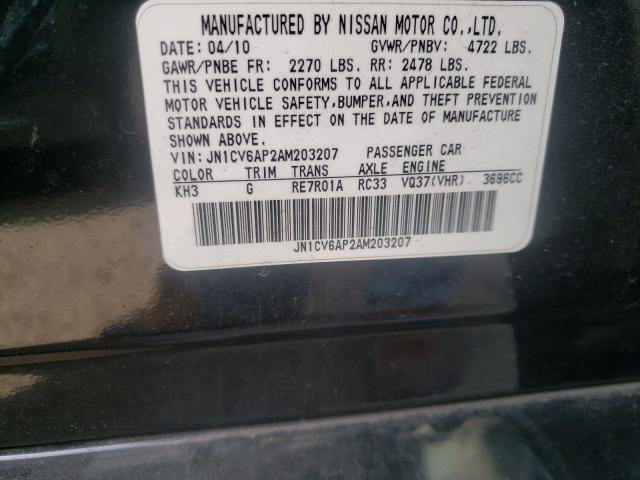 MANUFACTURED BY NISSAN MOTOR CO.,LTD.
DATE: 04/10 GVWR/PNBV: 4722 LBS.
GAWR/PNBE FR: 2270 LBS. RR: 2478 LBS.
THIS VEHICLE CONFORMS TO ALL APPLICABLE FEDERAL
MOTOR VEHICLE SAFETY,BUMPER,AND THEFT PREVENTION
STANDARDS IN EFFECT ON THE DATE OF MANUFACTURE
SHOWN ABOVE.
VIN: JN1CV6AP2AM203207 PASSENGER CAR
COLOR TRIM TRANS AXLE ENGINE
KH3 G RE7R01A RC33 VQ37(VHR) 3696CC
JN1CV6AP2AM203207